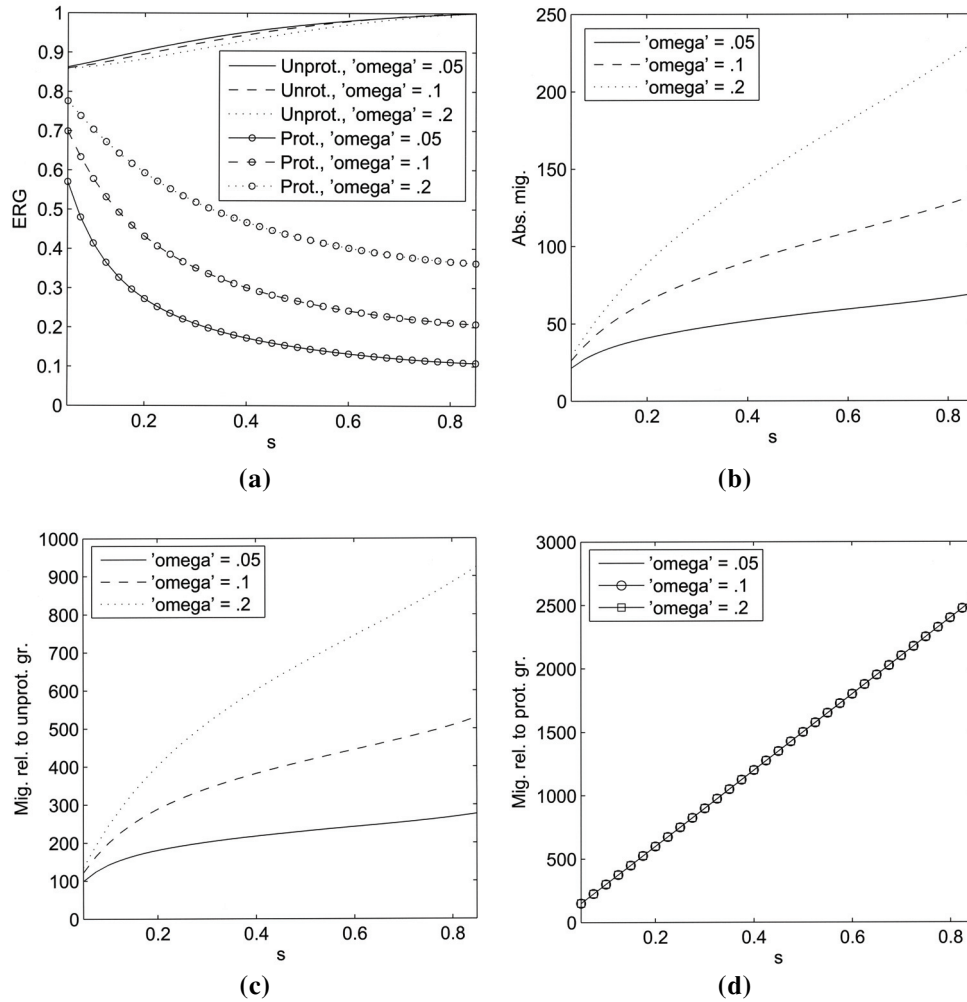 1
0.9
0.8
0.7
0.6
0.5
0.4
0.3
0.2
0.1
0
ERG
Unprot., 'omega' = .05
Unrot., 'omega' = .1
Unprot., 'omega' = .2
Prot., 'omega' = .05
Prot., 'omega' = .1
Prot., 'omega' = .2
0.2 0.4 0.6 0.8
s
(a)
250
200
150
100
50
0
Abs. mig.
'omega' = .05
'omega' = .1
'omega' = .2
0.2 0.4 0.6 0.8
s
(b)
1000
900
800
700
600
500
400
300
200
100
0
Mig. rel. to unprot. gr.
'omega' = .05
'omega' = .1
'omega' = .2
0.2 0.4 0.6 0.8
s
(c)
3000
2500
2000
1500
1000
500
0
Mig. rel. to prot. gr.
'omega' = .05
'omega' = .1
'omega' = .2
0.2 0.4 0.6 0.8
s
(d)